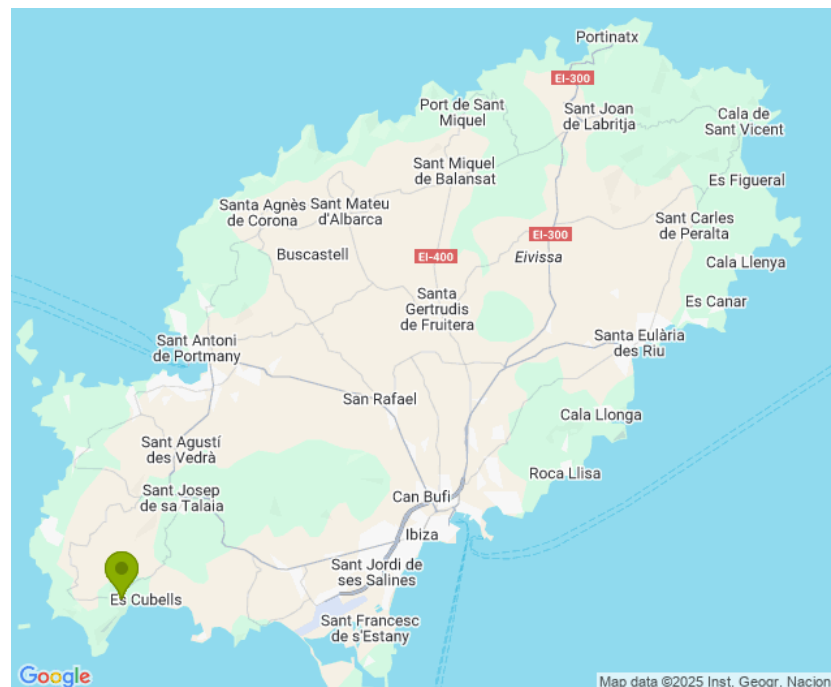 Portinatx
EI-300
Port de Sant
Miquel
Sant Joan
de Labritja
Cala de
Sant Vicent
Sant Miquel
de Balansat
Es Figueral
Santa Agnès
de Corona
Sant Mateu
d'Albarca
Sant Carles
de Peralta
EI-300
Buscastell
EI-400
Eivissa
Cala Llenya
Santa
Gertrudis
de Fruitera
Es Canar
Sant Antoni
de Portmany
Santa Eulària
des Riu
San Rafael
Cala Llonga
Sant Agustí
des Vedrà
Roca Llisa
Sant Josep
de sa Talaia
Can Bufi
Ibiza
Sant Jordi de
ses Salines
Es Cubells
Sant Francesc
de s'Estany
Google
Map data ©2025 Inst. Geogr. Nacion